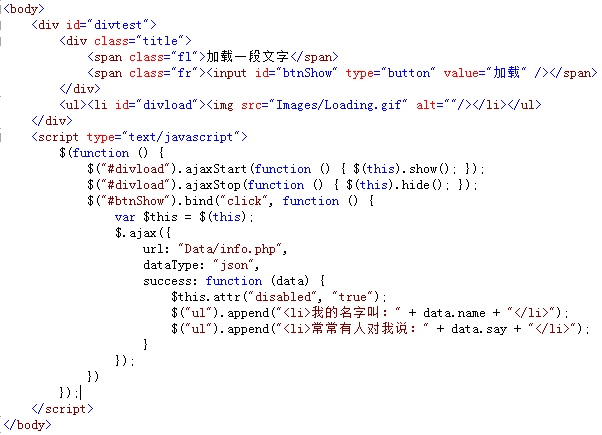 <body>
    <div id="divtest">
        <div class="title">
            <span class="fl">加载一段文字</span>
            <span class="fr"><input id="btnShow" type="button" value="加载" /></span>
        </div>
        <ul><li id="divload"><img src="Images/Loading.gif" alt=""/></li></ul>
    </div>
    <script type="text/javascript">
        $(function () {
            $("#divload").ajaxStart(function () { $(this).show(); });
            $("#divload").ajaxStop(function () { $(this).hide(); });
            $("#btnShow").bind("click", function () {
                var $this = $(this);
                $.ajax({
                    url: "Data/info.php",
                    dataType: "json",
                    success: function (data) {
                        $this.attr("disabled", "true");
                        $("ul").append("<li>我的名字叫：" + data.name + "</li>");
                        $("ul").append("<li>常常有人对我说：" + data.say + "</li>");
                    }
                });
            })
        });
    </script>
</body>